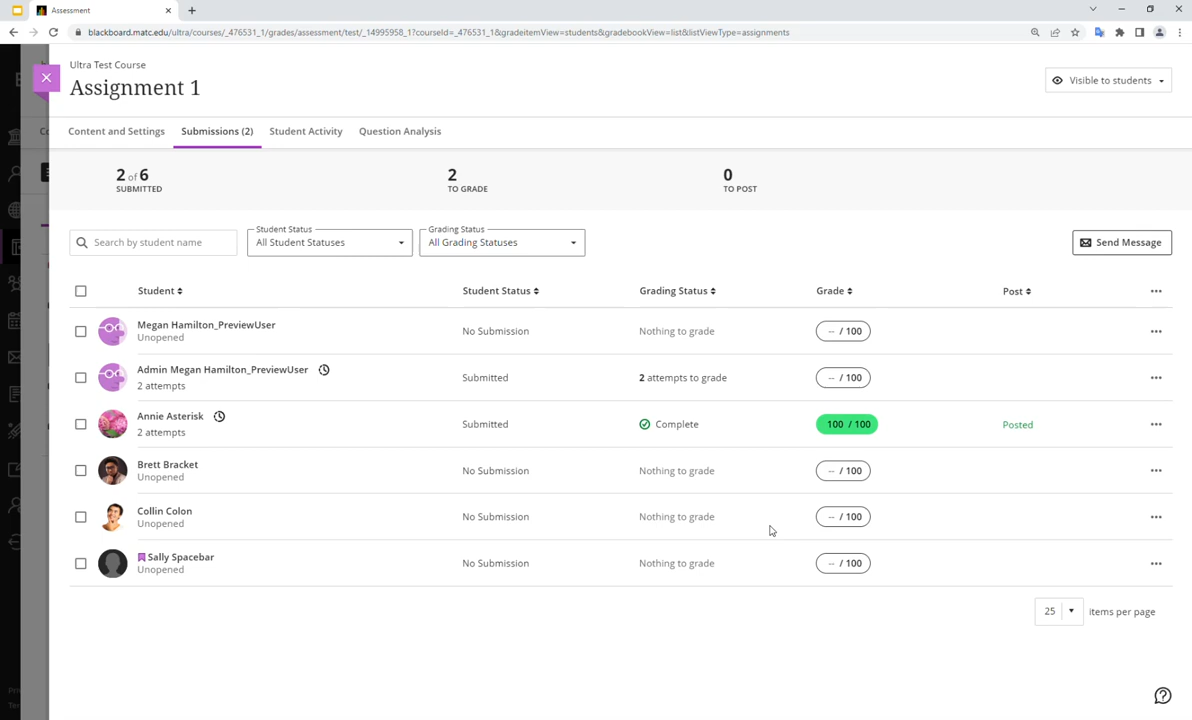 Assessment
blackboard.matc.edu/ultra/courses/_476531_1/grades/assessment/test/_14995958_1?courseId=_476531_1&gradeitemView=students&gradebookView=list&listViewType=assignments
Ultra Test Course
Assignment 1
Visible to students
Content and Settings
Submissions (2)
Student Activity
Question Analysis
2 of 6
SUBMITTED
2
TO GRADE
0
TO POST
Search by student name
Student Status
All Student Statuses
Grading Status
All Grading Statuses
Send Message
Student
Student Status
Grading Status
Grade
Post
Megan Hamilton_PreviewUser
Unopened
No Submission
Nothing to grade
-- / 100
Admin Megan Hamilton_PreviewUser
2 attempts
Submitted
2 attempts to grade
-- / 100
Annie Asterisk
2 attempts
Submitted
Complete
100 / 100
Posted
Brett Bracket
Unopened
No Submission
Nothing to grade
-- / 100
Collin Colon
Unopened
No Submission
Nothing to grade
-- / 100
Sally Spacebar
Unopened
No Submission
Nothing to grade
-- / 100
25
items per page